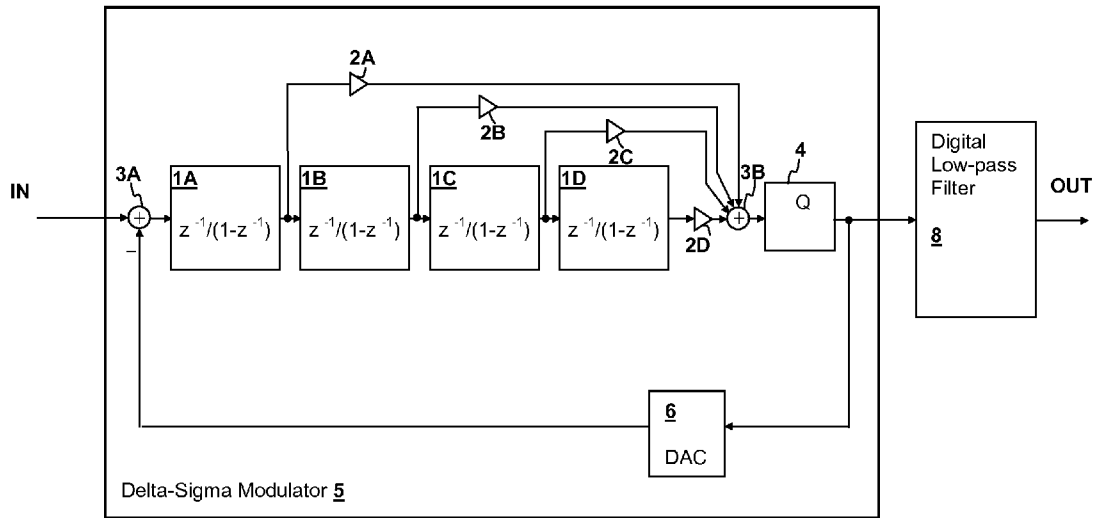 2A
2B
2C
3A
1A
1B
1C
1D
3B
4
IN
z -1/(1-z -1)
z -1/(1-z -1)
z -1/(1-z -1)
z -1/(1-z -1)
+
+
−
2D
Q
Digital
Low-pass
Filter
8
OUT
6
DAC
Delta-Sigma Modulator 5